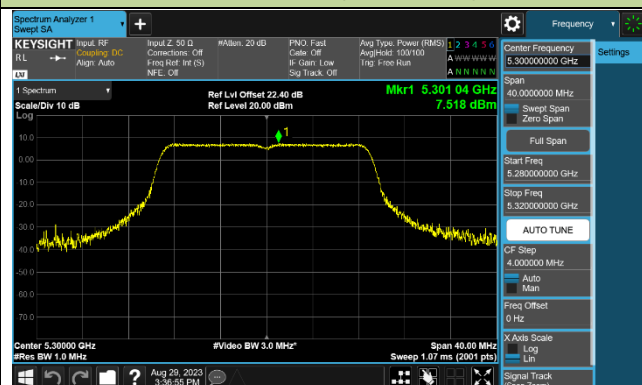 Spectrum Analyzer 1
Swept SA
Frequency
KEYSIGHT
RL
LXI
Input: RF
Coupling: DC
Align: Auto
Input Z: 50 Ω
Corrections: Off
Freq Ref: Int (S)
NFE: Off
#Atten: 20 dB
PNO: Fast
Gate: Off
IF Gain: Low
Sig Track: Off
Avg Type: Power (RMS)
Avg|Hold: 100/100
Trig: Free Run
1 2 3 4 5 6
A W W W W W
A N N N N N
1 Spectrum
Scale/Div 10 dB
Log
Ref Lvl Offset 22.40 dB
Ref Level 20.00 dBm
Mkr1 5.301 04 GHz
7.518 dBm
1
10.0
0.00
-10.0
-20.0
-30.0
-40.0
-50.0
-60.0
-70.0
Center 5.30000 GHz
#Res BW 1.0 MHz
#Video BW 3.0 MHz*
Span 40.00 MHz
Sweep 1.07 ms (2001 pts)
Aug 29, 2023
3:36:55 PM
Center Frequency
5.300000000 GHz
Settings
Span
40.0000000 MHz
Swept Span
Zero Span
Full Span
Start Freq
5.280000000 GHz
Stop Freq
5.320000000 GHz
AUTO TUNE
CF Step
4.000000 MHz
Auto
Man
Freq Offset
0 Hz
X Axis Scale
Log
Lin
Signal Track
(Span Zoom)